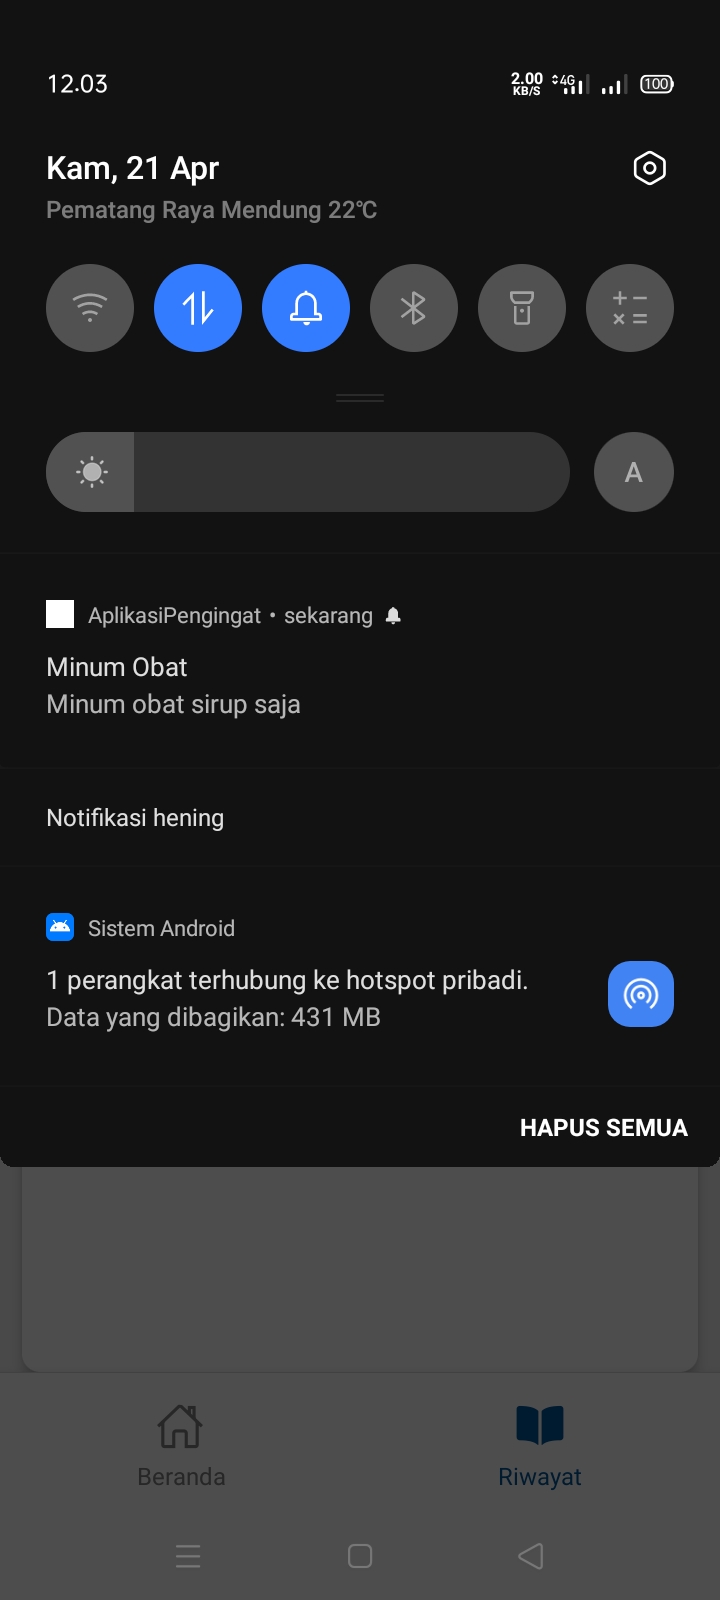 12.03
2.00 KB/S 4G 100
Kam, 21 Apr
Pematang Raya Mendung 22°C
A
AplikasiPengingat • sekarang
Minum Obat
Minum obat sirup saja
Notifikasi hening
Sistem Android
1 perangkat terhubung ke hotspot pribadi.
Data yang dibagikan: 431 MB
HAPUS SEMUA
Beranda
Riwayat